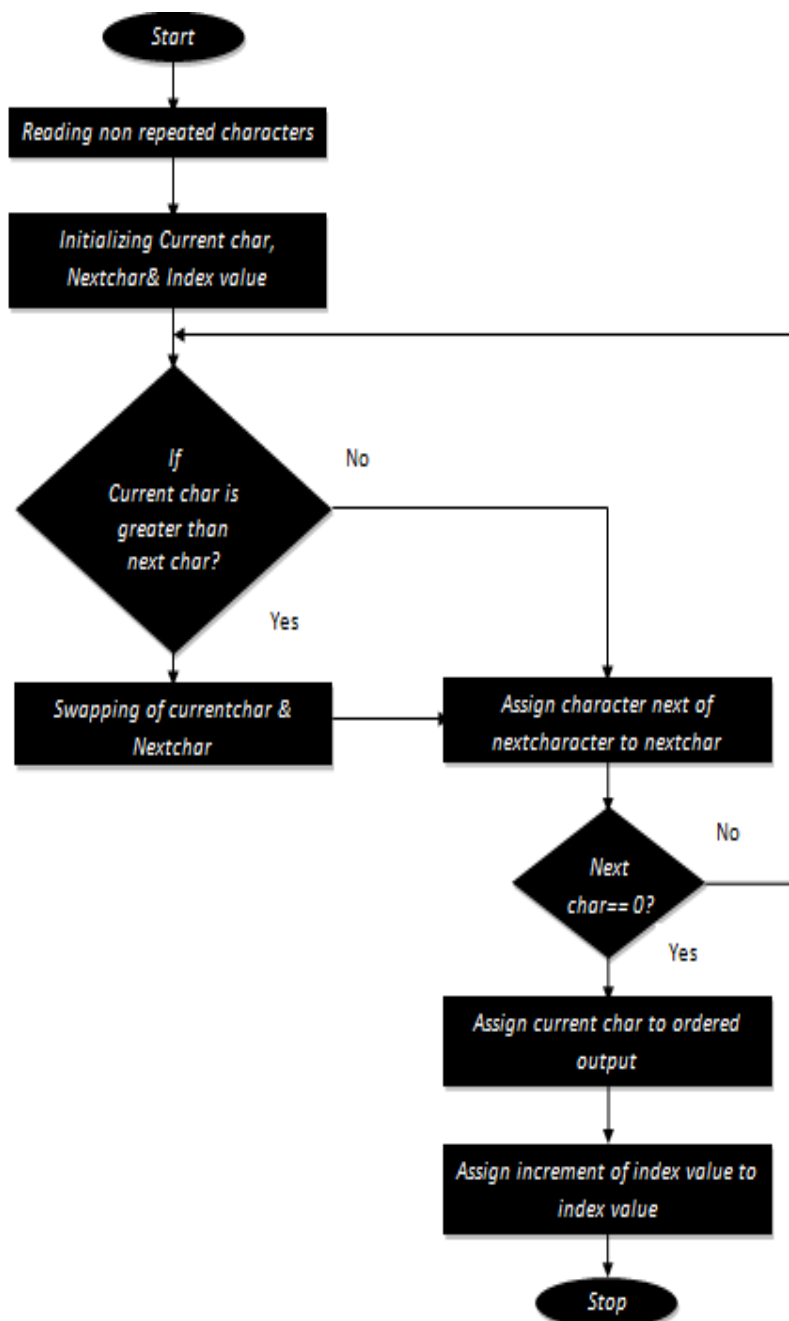 Start
Reading non repeated characters
Initializing Current char,
Nextchar& Index value
If
Current char is
greater than
next char?
No
Yes
Swapping of currentchar &
Nextchar
Assign character next of
nextcharacter to nextchar
Next
char== 0?
No
Yes
Assign current char to ordered
output
Assign increment of index value to
index value
Stop